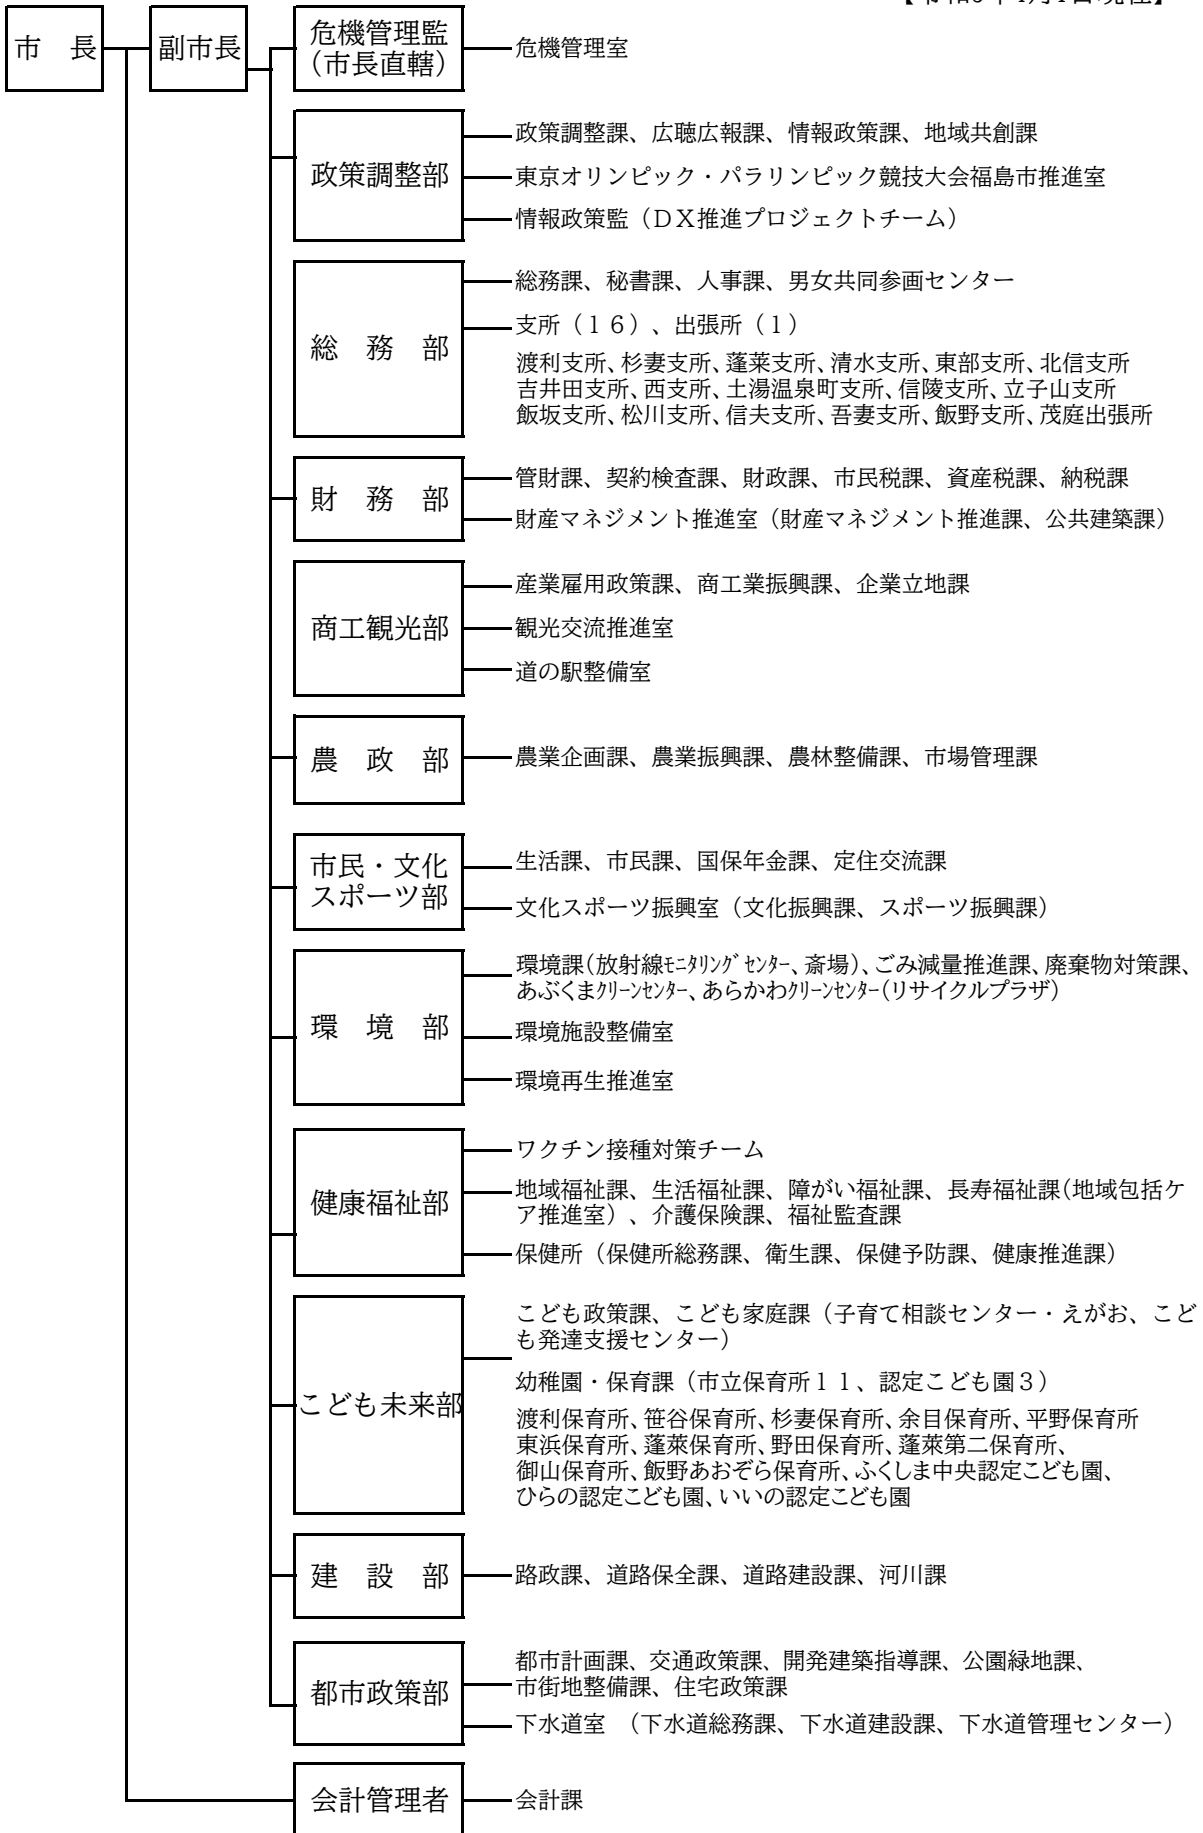 市　長
副市長
危機管理監
（市長直轄）
危機管理室
政策調整部
政策調整課、広聴広報課、情報政策課、地域共創課
東京オリンピック・パラリンピック競技大会福島市推進室
情報政策監（ＤＸ推進プロジェクトチーム）
総　務　部
総務課、秘書課、人事課、男女共同参画センター
支所（１６）、出張所（１）
渡利支所、杉妻支所、蓬萊支所、清水支所、東部支所、北信支所
吉井田支所、西支所、土湯温泉町支所、信陵支所、立子山支所
飯坂支所、松川支所、信夫支所、吾妻支所、飯野支所、茂庭出張所
財　務　部
管財課、契約検査課、財政課、市民税課、資産税課、納税課
財産マネジメント推進室（財産マネジメント推進課、公共建築課）
商工観光部
産業雇用政策課、商工業振興課、企業立地課
観光交流推進室
道の駅整備室
農　政　部
農業企画課、農業振興課、農林整備課、市場管理課
市民・文化
スポーツ部
生活課、市民課、国保年金課、定住交流課
文化スポーツ振興室（文化振興課、スポーツ振興課）
環　境　部
環境課（放射線ﾓﾆﾀﾘﾝｸﾞｾﾝﾀｰ、斎場）、ごみ減量推進課、廃棄物対策課、
あぶくまｸﾘｰﾝｾﾝﾀｰ、あらかわｸﾘｰﾝｾﾝﾀｰ（リサイクルプラザ）
環境施設整備室
環境再生推進室
健康福祉部
ワクチン接種対策チーム
地域福祉課、生活福祉課、障がい福祉課、長寿福祉課（地域包括ケ
ア推進室）、介護保険課、福祉監査課
保健所（保健所総務課、衛生課、保健予防課、健康推進課）
こども未来部
こども政策課、こども家庭課（子育て相談センター・えがお、こど
も発達支援センター）
幼稚園・保育課（市立保育所１１、認定こども園３）
渡利保育所、笹谷保育所、杉妻保育所、余目保育所、平野保育所
東浜保育所、蓬萊保育所、野田保育所、蓬萊第二保育所、
御山保育所、飯野あおぞら保育所、ふくしま中央認定こども園、
ひらの認定こども園、いいの認定こども園
建　設　部
路政課、道路保全課、道路建設課、河川課
都市政策部
都市計画課、交通政策課、開発建築指導課、公園緑地課、
市街地整備課、住宅政策課
下水道室　（下水道総務課、下水道建設課、下水道管理センター）
会計管理者
会計課